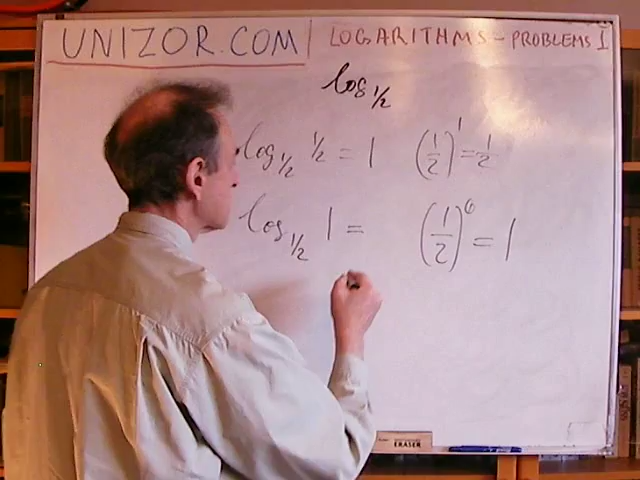 UNIZOR.COM | LOGARITHMS - PROBLEMS 1
log 1/2
log 1/2 1/2 = 1 (1/2)^1 = 1/2
log 1/2 1 = (1/2)^0 = 1
ERASER